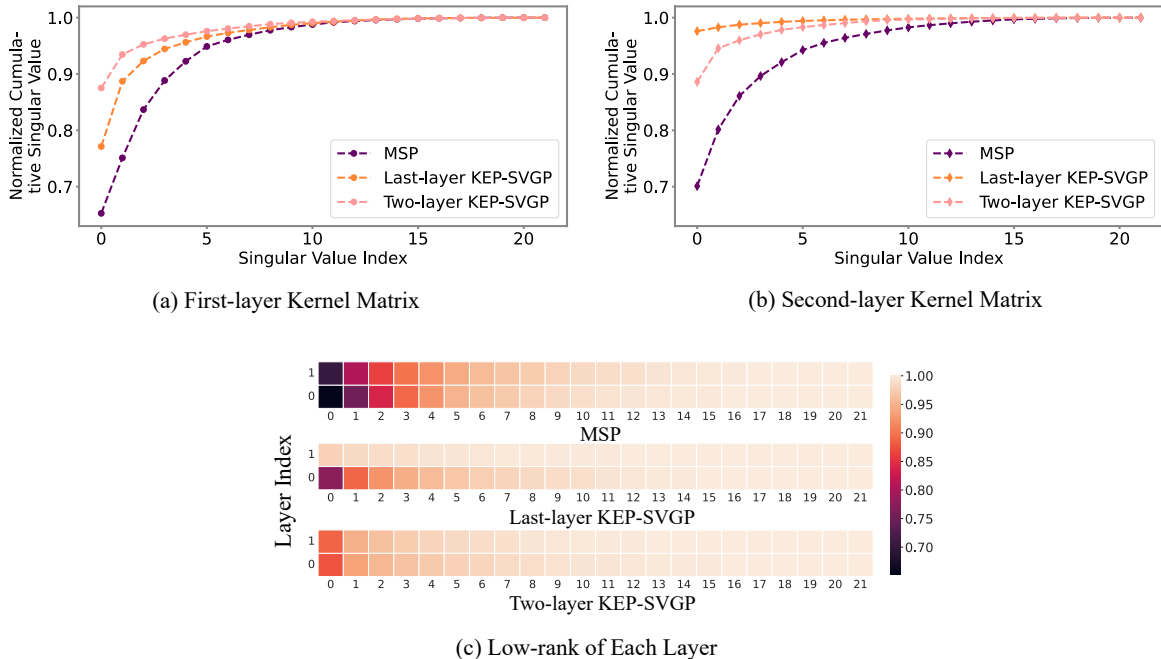 Normalized Cumula-
tive Singular Value
1.0
0.9
0.8
0.7
MSP
Last-layer KEP-SVGP
Two-layer KEP-SVGP
0 5 10 15 20
Singular Value Index
(a) First-layer Kernel Matrix
Normalized Cumula-
tive Singular Value
1.0
0.9
0.8
0.7
MSP
Last-layer KEP-SVGP
Two-layer KEP-SVGP
0 5 10 15 20
Singular Value Index
(b) Second-layer Kernel Matrix
Layer Index
1
0
0 1 2 3 4 5 6 7 8 9 10 11 12 13 14 15 16 17 18 19 20 21
MSP
1
0
0 1 2 3 4 5 6 7 8 9 10 11 12 13 14 15 16 17 18 19 20 21
Last-layer KEP-SVGP
1
0
0 1 2 3 4 5 6 7 8 9 10 11 12 13 14 15 16 17 18 19 20 21
Two-layer KEP-SVGP
1.00
0.95
0.90
0.85
0.80
0.75
0.70
(c) Low-rank of Each Layer